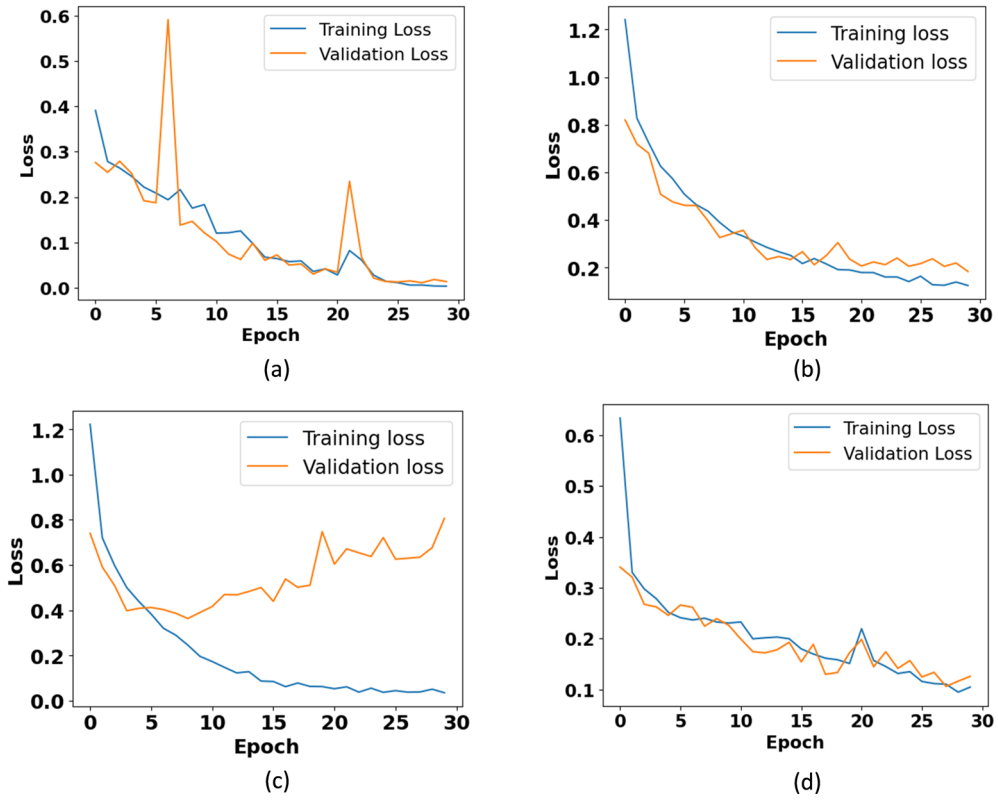 0.6
0.5
0.4
0.3
0.2
0.1
0.0
Loss
Training Loss
Validation Loss
0 5 10 15 20 25 30
Epoch
(a)
1.2
1.0
0.8
0.6
0.4
0.2
Loss
Training loss
Validation loss
0 5 10 15 20 25 30
Epoch
(b)
1.2
1.0
0.8
0.6
0.4
0.2
0.0
Loss
Training loss
Validation loss
0 5 10 15 20 25 30
Epoch
(c)
0.6
0.5
0.4
0.3
0.2
0.1
Loss
Training Loss
Validation Loss
0 5 10 15 20 25 30
Epoch
(d)